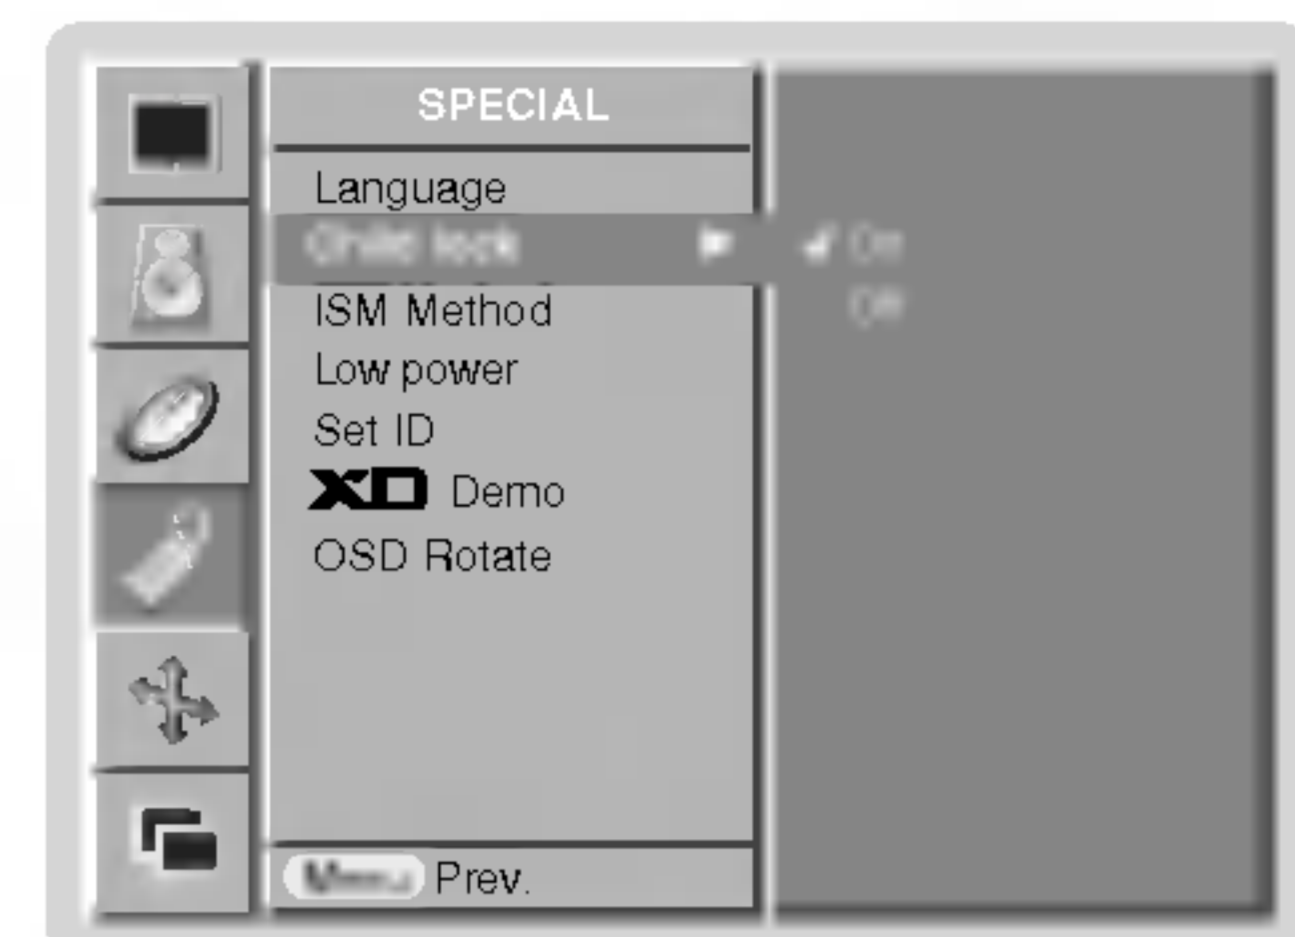 SPECIAL
Language
Child lock On
Off
ISM Method
Low power
Set ID
XD Demo
OSD Rotate
Menu Prev.